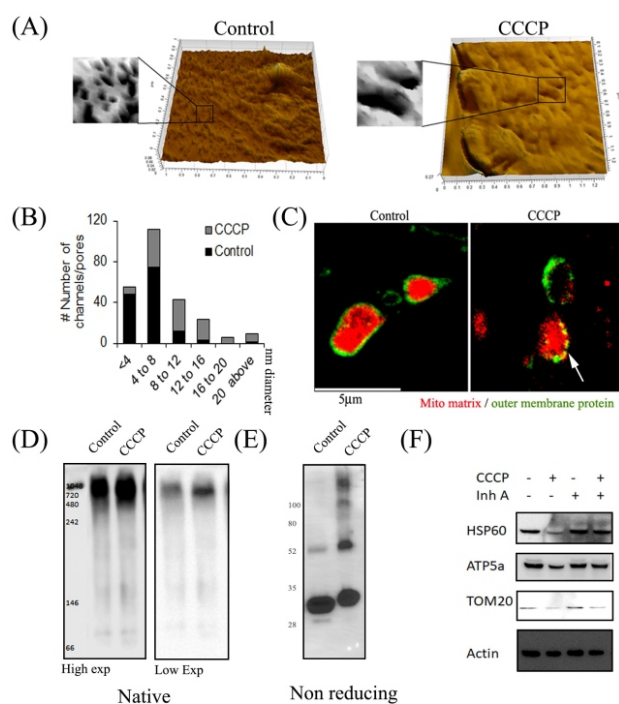 (A)
Control
CCCP
(B)
# Number of
channels/pores
120
80
40
0
CCCP
Control
<4
4 to 8
8 to 12
12 to 16
16 to 20
20 above
nm diameter
(C)
Control
CCCP
5µm
Mito matrix / outer membrane protein
(D)
Control
CCCP
Control
CCCP
1048
720
480
242
146
66
High exp
Low Exp
Native
(E)
Control
CCCP
100
80
52
35
28
Non reducing
(F)
CCCP - + - +
Inh A - - + +
HSP60
ATP5a
TOM20
Actin